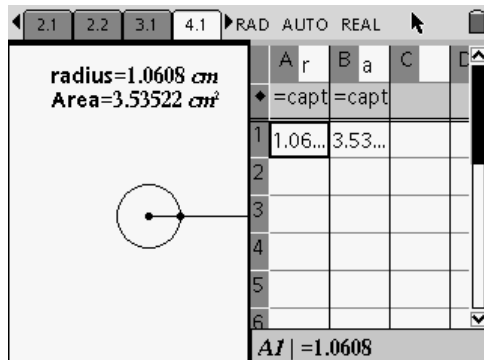 2.1 2.2 3.1 4.1 RAD AUTO REAL
radius=1.0608 cm
Area=3.53522 cm²
A r B a C D
=capt =capt
1 1.06... 3.53...
2
3
4
5
6
A1 =1.0608